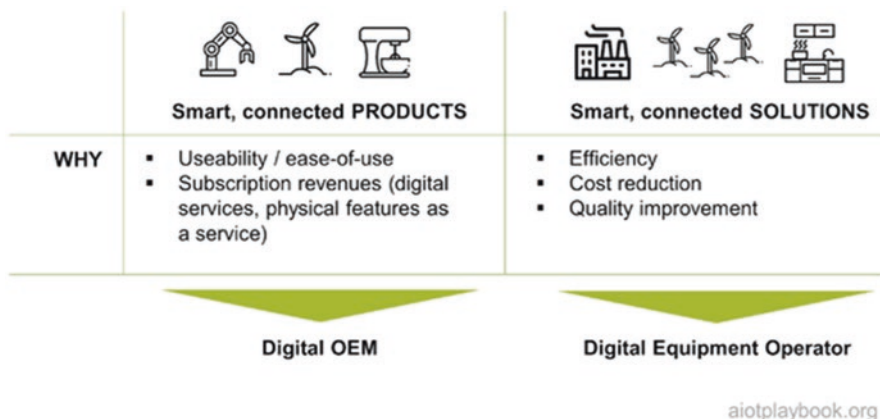 Smart, connected PRODUCTS
Smart, connected SOLUTIONS
WHY
▪ Useability / ease-of-use
▪ Subscription revenues (digital
services, physical features as
a service)
▪ Efficiency
▪ Cost reduction
▪ Quality improvement
Digital OEM
Digital Equipment Operator
aiotplaybook.org